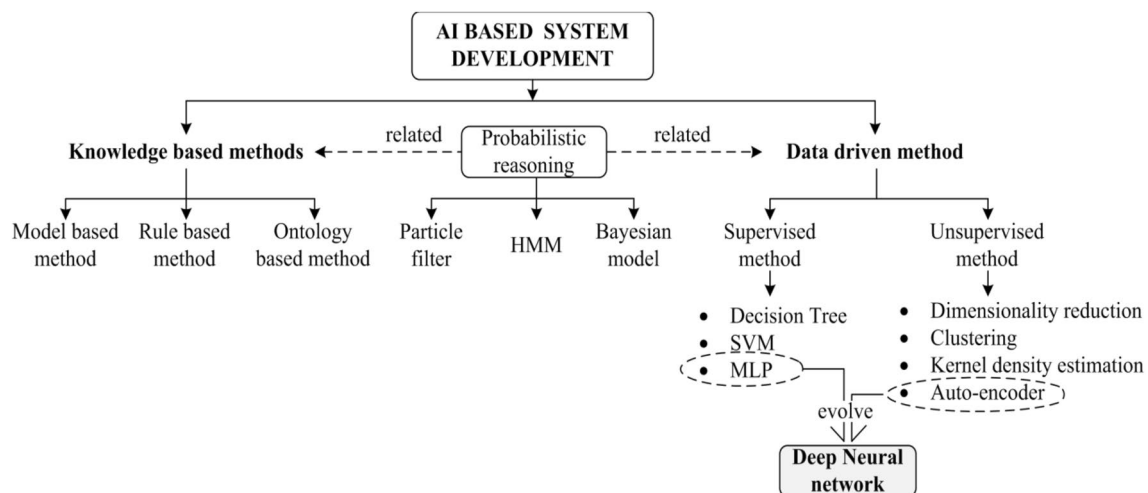 AI BASED SYSTEM
DEVELOPMENT
related
Probabilistic
reasoning
related
Knowledge based methods
Data driven method
Model based
method
Rule based
method
Ontology
based method
Particle
filter
HMM
Bayesian
model
Supervised
method
Unsupervised
method
• Decision Tree
• SVM
• MLP
• Dimensionality reduction
• Clustering
• Kernel density estimation
• Auto-encoder
evolve
Deep Neural
network